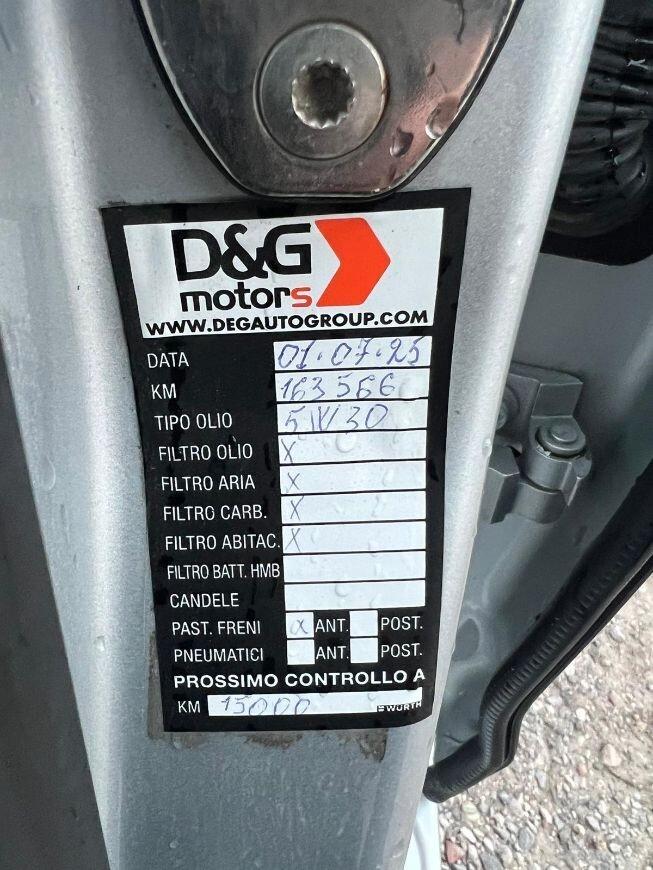 D&G
motors
WWW.DEGAUTOGROUP.COM
DATA 01.07.25
KM 163566
TIPO OLIO 5W30
FILTRO OLIO X
FILTRO ARIA X
FILTRO CARB. X
FILTRO ABITAC. X
FILTRO BATT. HMB
CANDELE
PAST. FRENI X ANT. POST.
PNEUMATICI ANT. POST.
PROSSIMO CONTROLLO A
KM 15000 WÜRTH